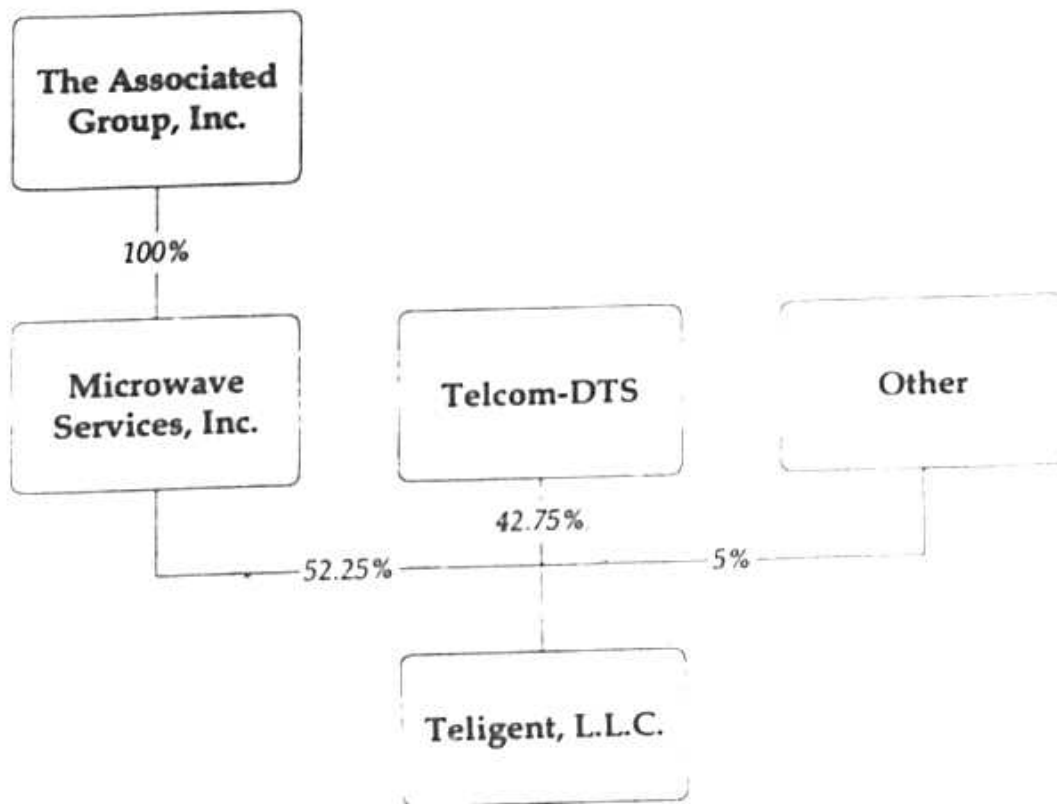 The Associated
Group, Inc.
100%
Microwave
Services, Inc.
Telcom-DTS
Other
42.75%
52.25%
5%
Teligent, L.L.C.